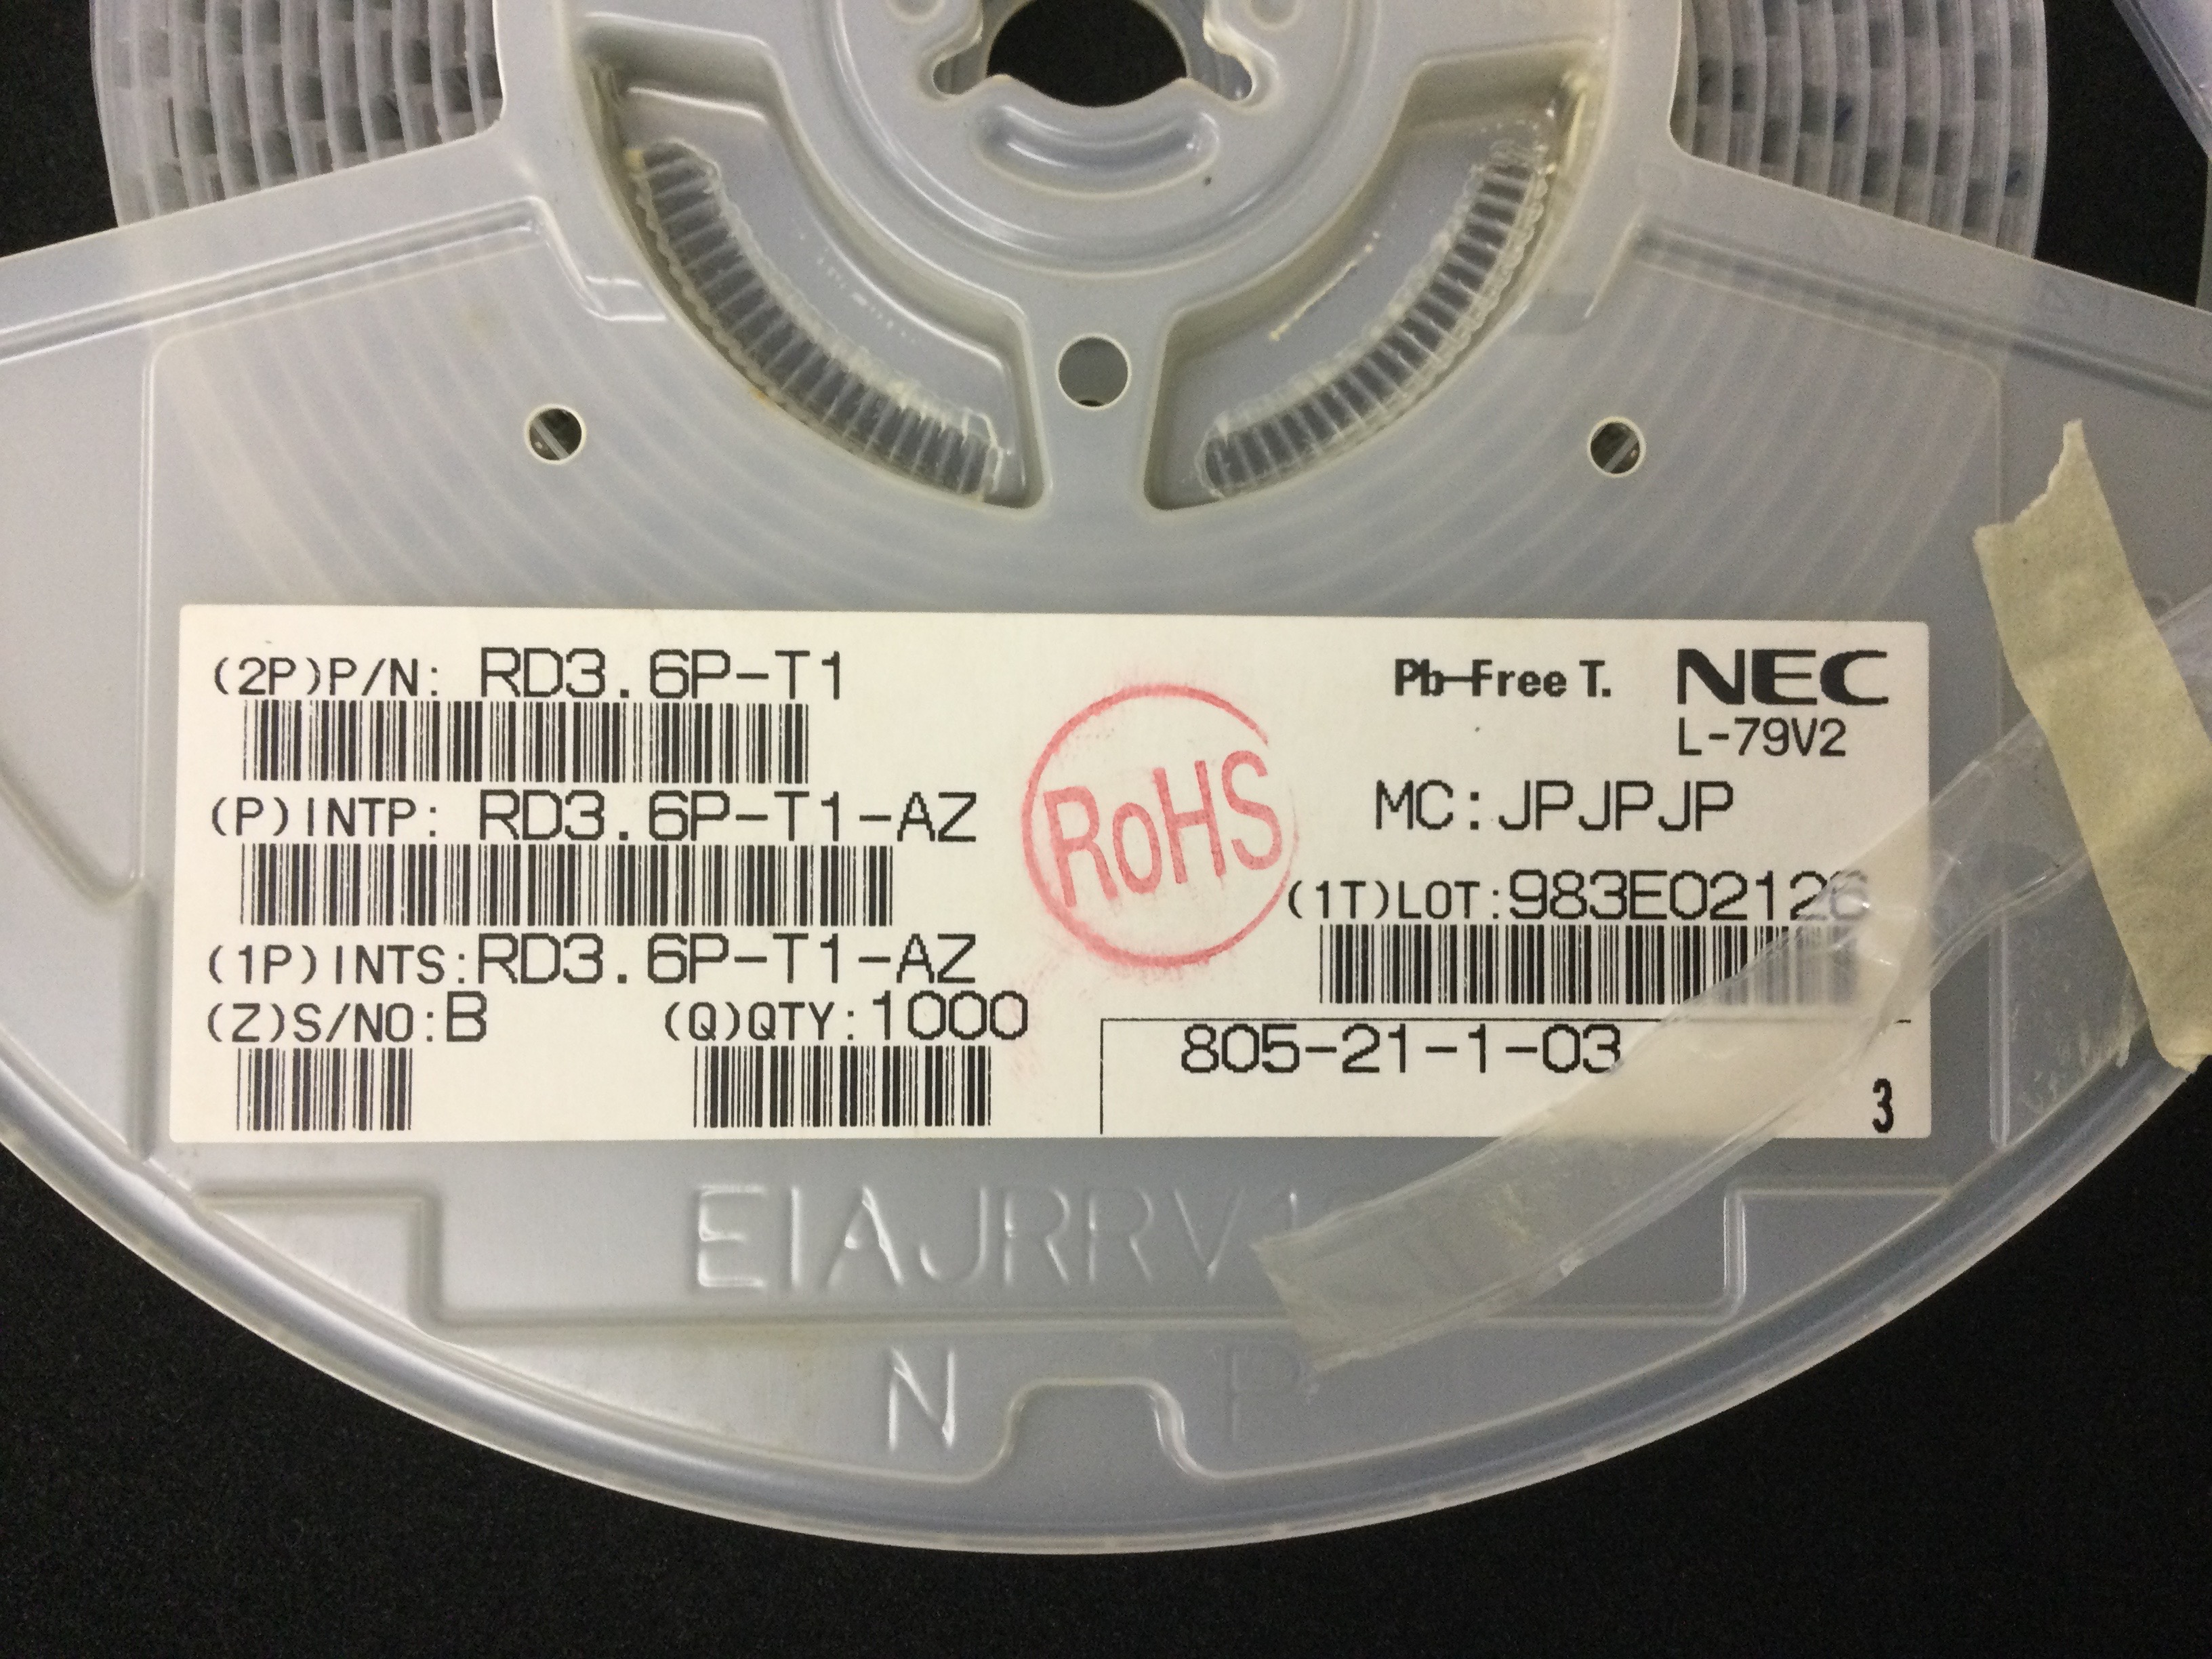 (2P)P/N: RD3.6P-T1
Pb-Free T. NEC
L-79V2
(P)INTP: RD3.6P-T1-AZ
MC:JPJPJP
RoHS
(1T)LOT:983E02126
(1P)INTS:RD3.6P-T1-AZ
(Z)S/NO:B (Q)QTY:1000
805-21-1-03
3
EIAJRRV
N P